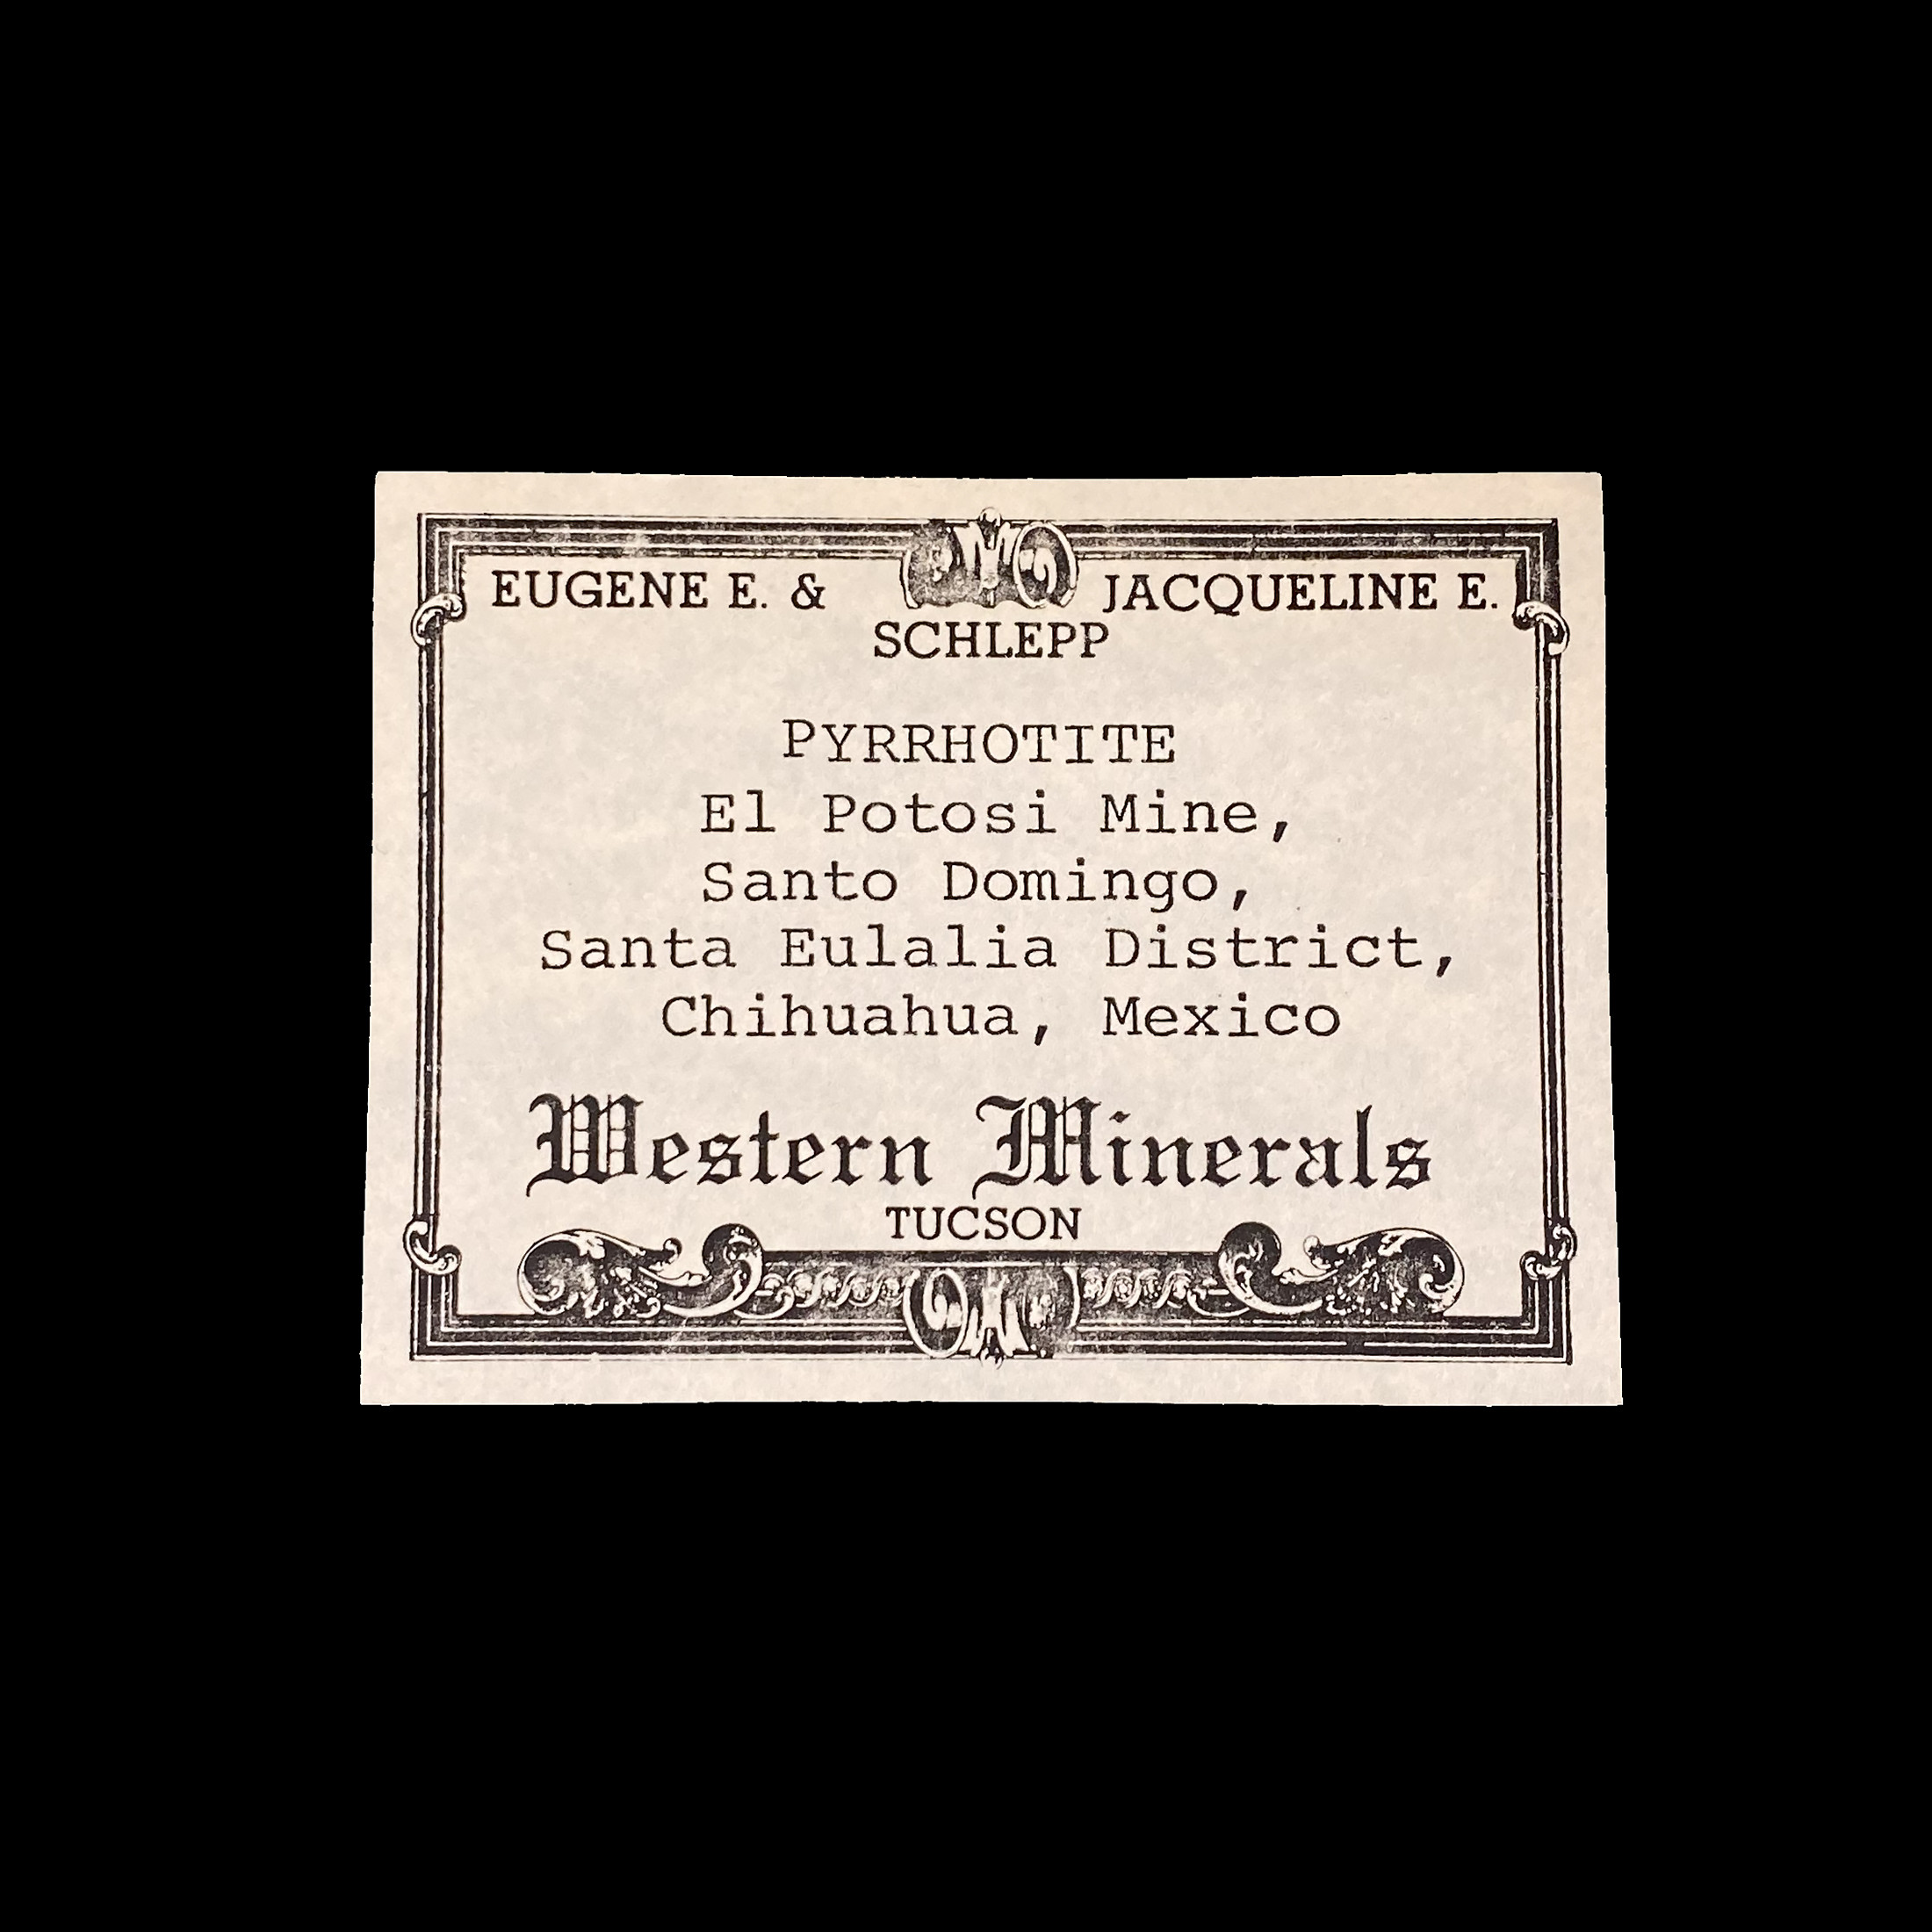 EUGENE E. & JACQUELINE E.
SCHLEPP
PYRRHOTITE
El Potosi Mine,
Santo Domingo,
Santa Eulalia District,
Chihuahua, Mexico
Western Minerals
TUCSON